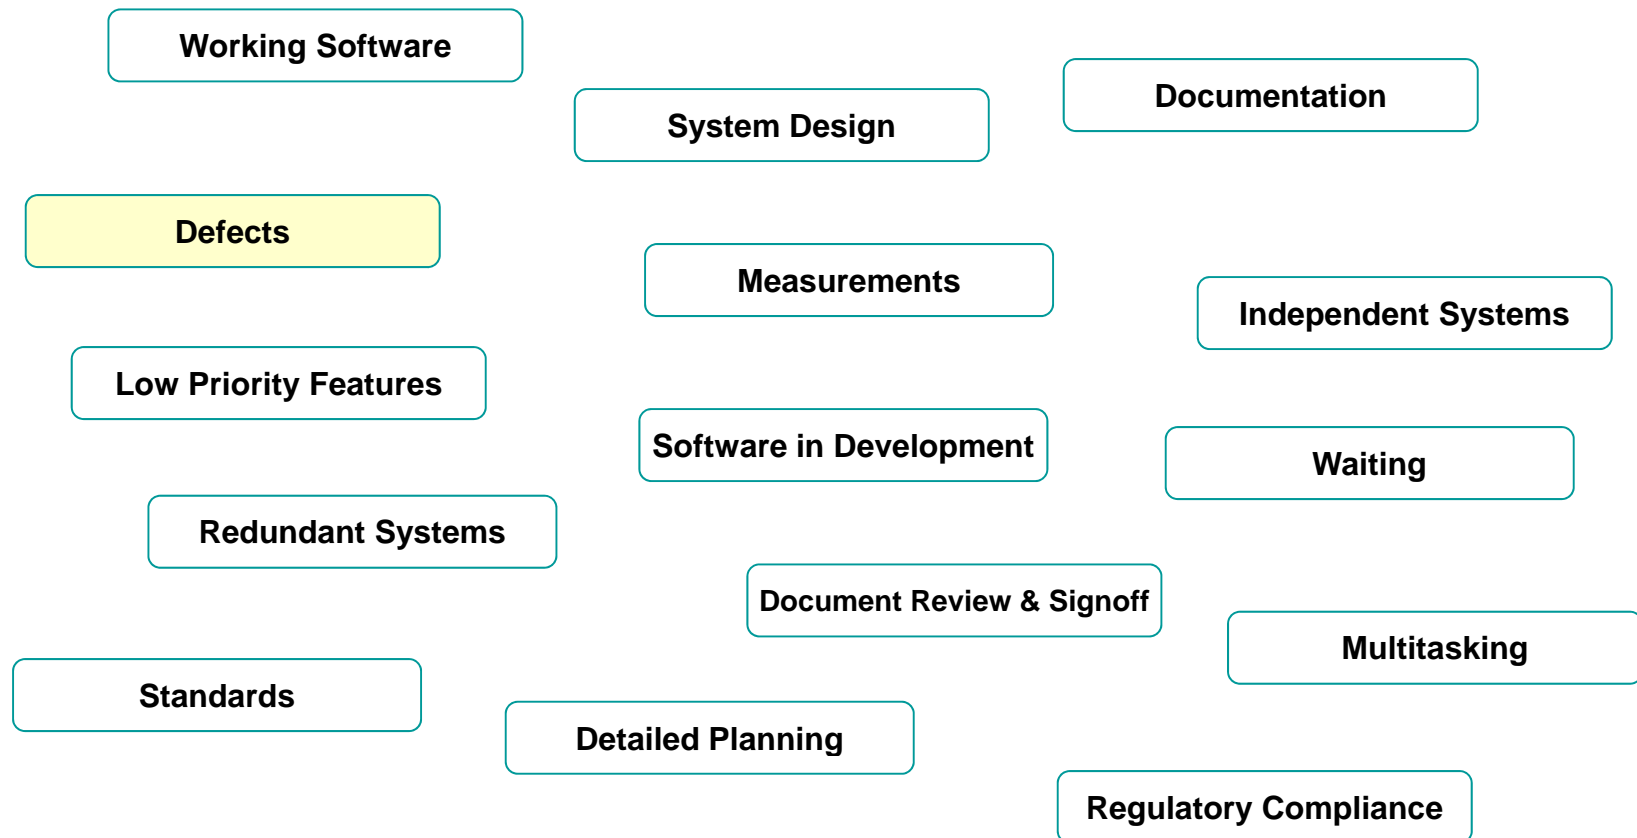 Working Software
Documentation
System Design
Defects
Measurements
Independent Systems
Low Priority Features
Software in Development
Waiting
Redundant Systems
Document Review & Signoff
Multitasking
Standards
Detailed Planning
Regulatory Compliance